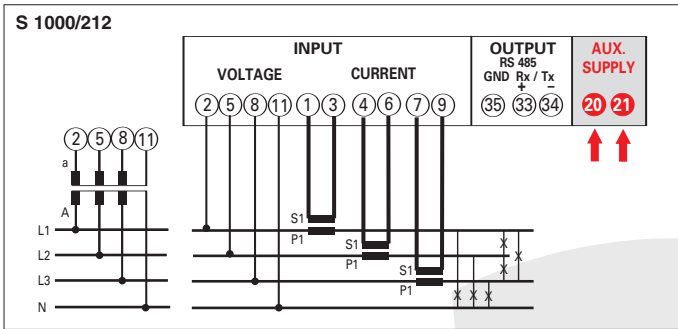 S 1000/212
INPUT
OUTPUT
AUX.
SUPPLY
VOLTAGE
CURRENT
RS 485
GND Rx / Tx
+ −
2 5 8 11 1 3 4 6 7 9
35 33 34
20 21
2 5 8 11
a
A
S1
P1
S1
P1
S1
P1
L1
L2
L3
N
X
X
X
X X X